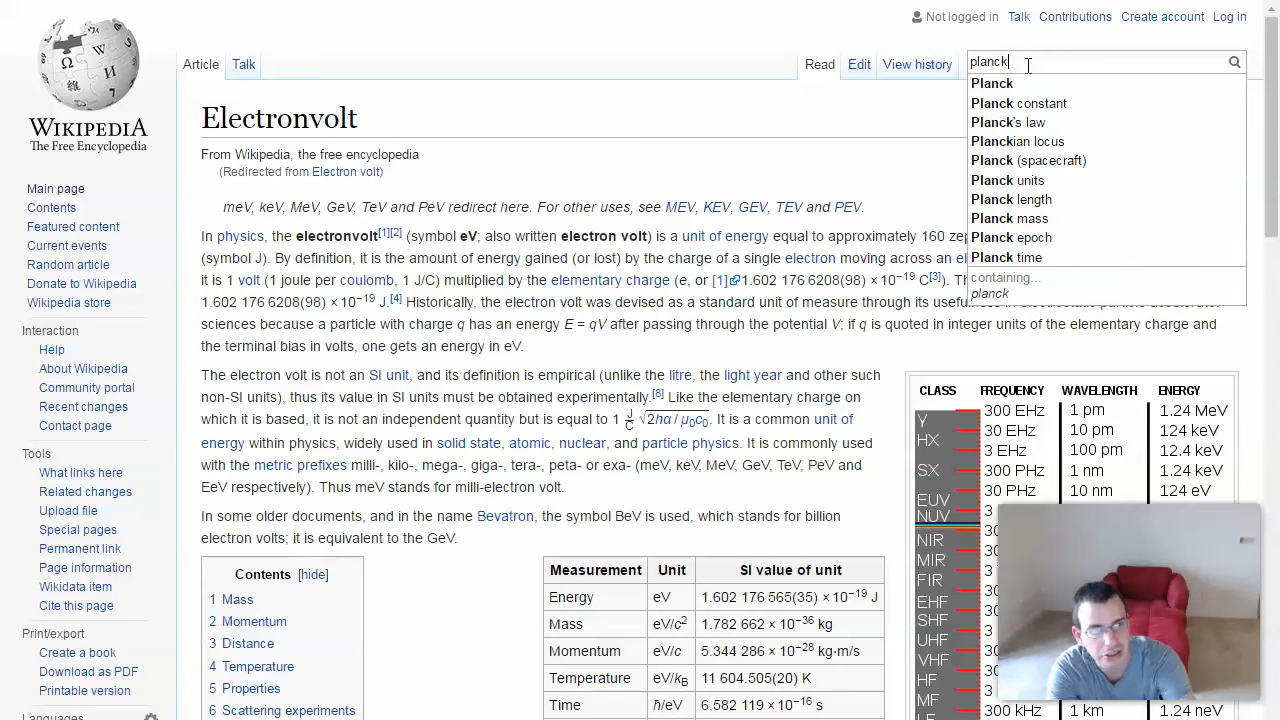 Not logged in Talk Contributions Create account Log in
Article Talk Read Edit View history planck
Planck
Planck constant
Planck's law
Planckian locus
Planck (spacecraft)
Planck units
Planck length
Planck mass
Planck epoch
Planck time
containing...
planck
WIKIPEDIA
The Free Encyclopedia
Main page
Contents
Featured content
Current events
Random article
Donate to Wikipedia
Wikipedia store
Interaction
Help
About Wikipedia
Community portal
Recent changes
Contact page
Tools
What links here
Related changes
Upload file
Special pages
Permanent link
Page information
Wikidata item
Cite this page
Print/export
Create a book
Download as PDF
Printable version
Languages
Electronvolt
From Wikipedia, the free encyclopedia
(Redirected from Electron volt)
meV, keV, MeV, GeV, TeV and PeV redirect here. For other uses, see MEV, KEV, GEV, TEV and PEV.
In physics, the electronvolt[1][2] (symbol eV; also written electron volt) is a unit of energy equal to approximately 160
(symbol J). By definition, it is the amount of energy gained (or lost) by the charge of a single electron moving across an
it is 1 volt (1 joule per coulomb, 1 J/C) multiplied by the elementary charge (e, or [1]1.602 176 6208(98) ×10−19 C[3]).
1.602 176 6208(98) ×10−19 J.[4] Historically, the electron volt was devised as a standard unit of measure through its
sciences because a particle with charge q has an energy E = qV after passing through the potential V; if q is quoted in integer units of the elementary charge and
the terminal bias in volts, one gets an energy in eV.
The electron volt is not an SI unit, and its definition is empirical (unlike the litre, the light year and other such
non-SI units), thus its value in SI units must be obtained experimentally.[8] Like the elementary charge on
which it is based, it is not an independent quantity but is equal to 1 J/C √2hα / μ0c0. It is a common unit of
energy within physics, widely used in solid state, atomic, nuclear, and particle physics. It is commonly used
with the metric prefixes milli-, kilo-, mega-, giga-, tera-, peta- or exa- (meV, keV, MeV, GeV, TeV, PeV and
EeV respectively). Thus meV stands for milli-electron volt.
In some older documents, and in the name Bevatron, the symbol BeV is used, which stands for billion
electron volts; it is equivalent to the GeV.
Contents [hide]
1 Mass
2 Momentum
3 Distance
4 Temperature
5 Properties
6 Scattering experiments
Measurement Unit SI value of unit
Energy eV 1.602 176 565(35) ×10−19 J
Mass eV/c2 1.782 662 × 10−36 kg
Momentum eV/c 5.344 286 × 10−28 kg·m/s
Temperature eV/kB 11 604.505(20) K
Time ħ/eV 6.582 119 × 10−16 s
CLASS FREQUENCY WAVELENGTH ENERGY
γ 300 EHz 1 pm 1.24 MeV
HX 30 EHz 10 pm 124 keV
3 EHz 100 pm 12.4 keV
SX 300 PHz 1 nm 1.24 keV
30 PHz 10 nm 124 eV
EUV
NUV
NIR
MIR
FIR
EHF
SHF
UHF
VHF
HF
MF
300 kHz 1 km 1.24 neV